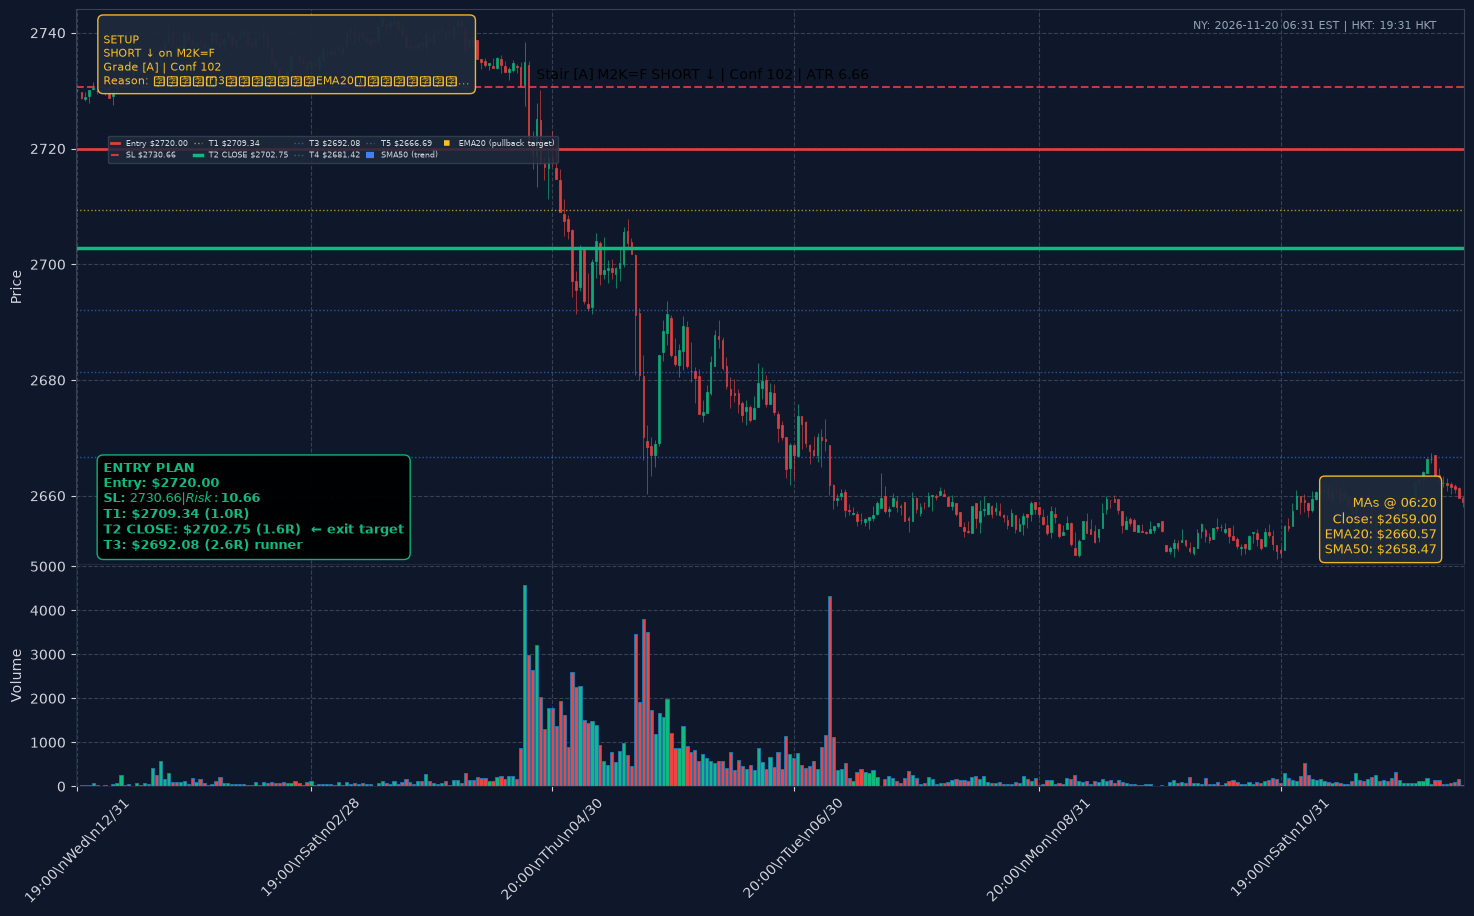 NY: 2026-11-20 06:31 EST | HKT: 19:31 HKT
SETUP
SHORT ↓ on M2K=F
Grade [A] | Conf 102
Reason: 3EMA20...
Stair [A] M2K=F SHORT ↓ | Conf 102 | ATR 6.66
Entry $2720.00
SL $2730.66
T1 $2709.34
T2 CLOSE $2702.75
T3 $2692.08
T4 $2681.42
T5 $2666.69
SMA50 (trend)
EMA20 (pullback target)
Price
2740
2720
2700
2680
2660
ENTRY PLAN
Entry: $2720.00
SL: 2730.66|Risk:10.66
T1: $2709.34 (1.0R)
T2 CLOSE: $2702.75 (1.6R) ← exit target
T3: $2692.08 (2.6R) runner
MAs @ 06:20
Close: $2659.00
EMA20: $2660.57
SMA50: $2658.47
Volume
5000
4000
3000
2000
1000
0
19:00\nWed\n12/31
19:00\nSat\n02/28
20:00\nThu\n04/30
20:00\nTue\n06/30
20:00\nMon\n08/31
19:00\nSat\n10/31